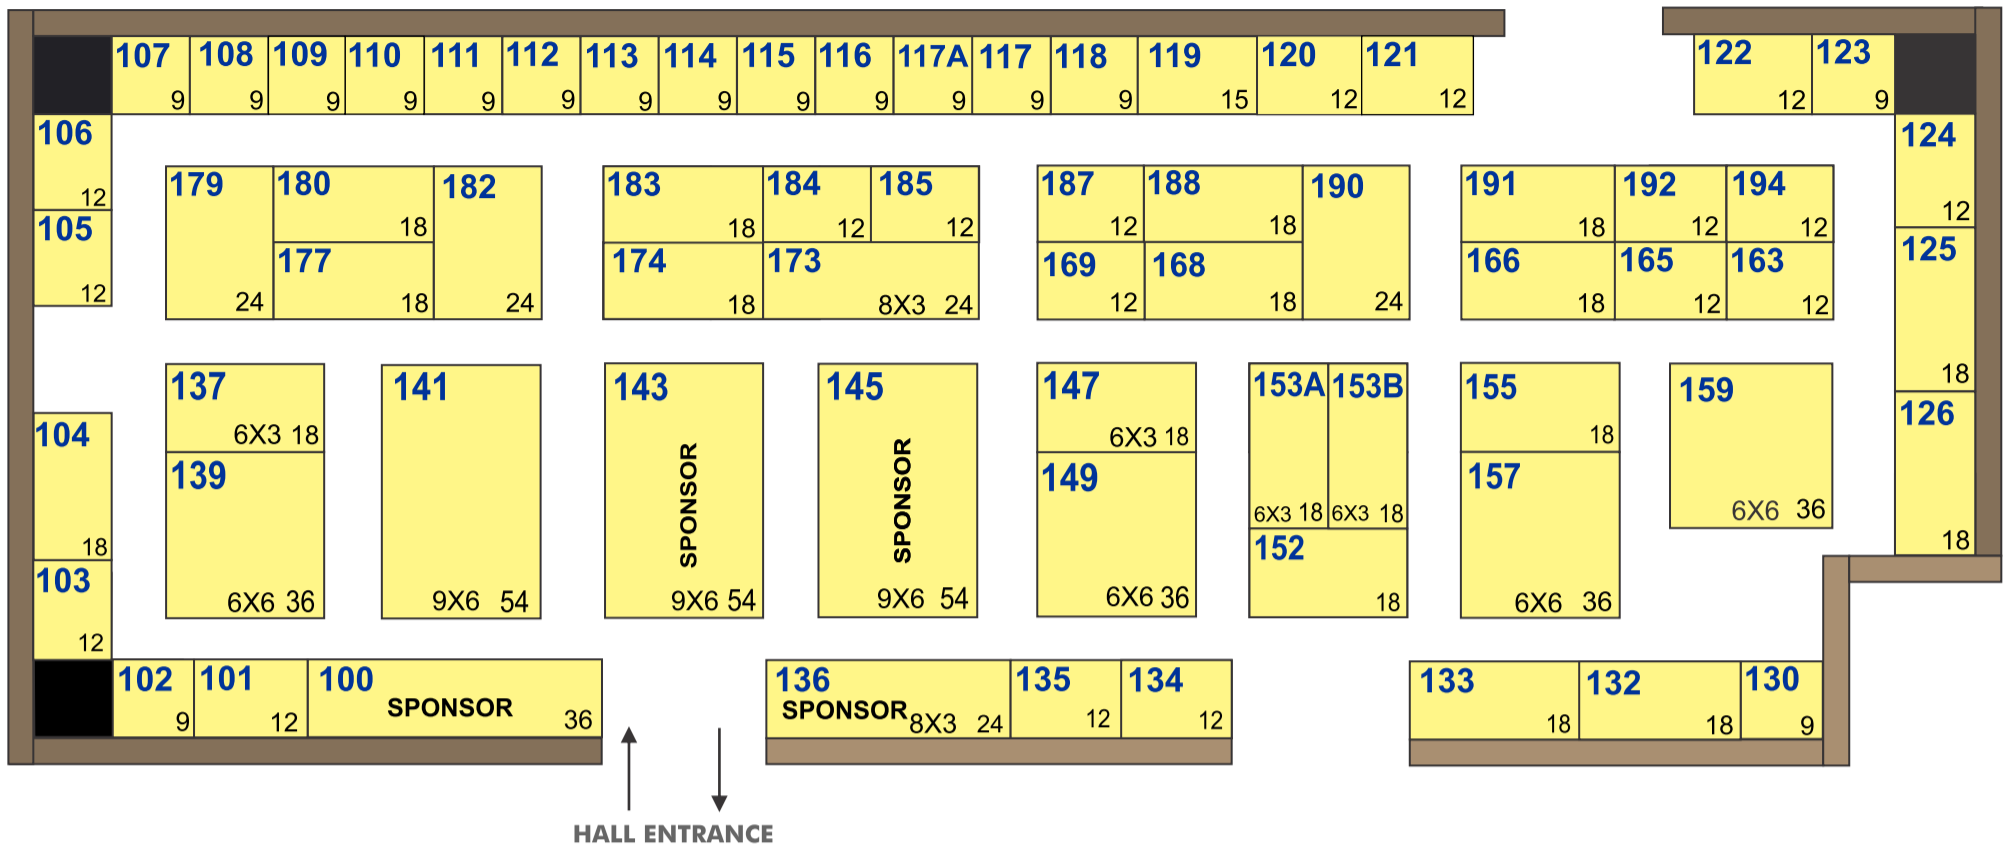 107 108 109 110 111 112 113 114 115 116 117A 117 118 119 120 121 122 123
9 9 9 9 9 9 9 9 9 9 9 9 9 15 12 12 12 9
106 124
12 12
179 180 182 183 184 185 187 188 190 191 192 194
18 18 12 12 12 18 18 12 12
105 125
177 174 173 169 168 166 165 163
24 18 24 18 8X3 24 12 18 24 18 12 12
12 18
137 141 143 145 147 153A 153B 155 159 126
6X3 18 6X3 18 18
104
139 149 157
SPONSOR SPONSOR
6X3 18 6X3 18 6X6 36
18 152 18
103
6X6 36 9X6 54 9X6 54 9X6 54 6X6 36 18 6X6 36
12
102 101 100 136 135 134 133 132 130
SPONSOR SPONSOR
9 12 36 8X3 24 12 12 18 18 9
HALL ENTRANCE